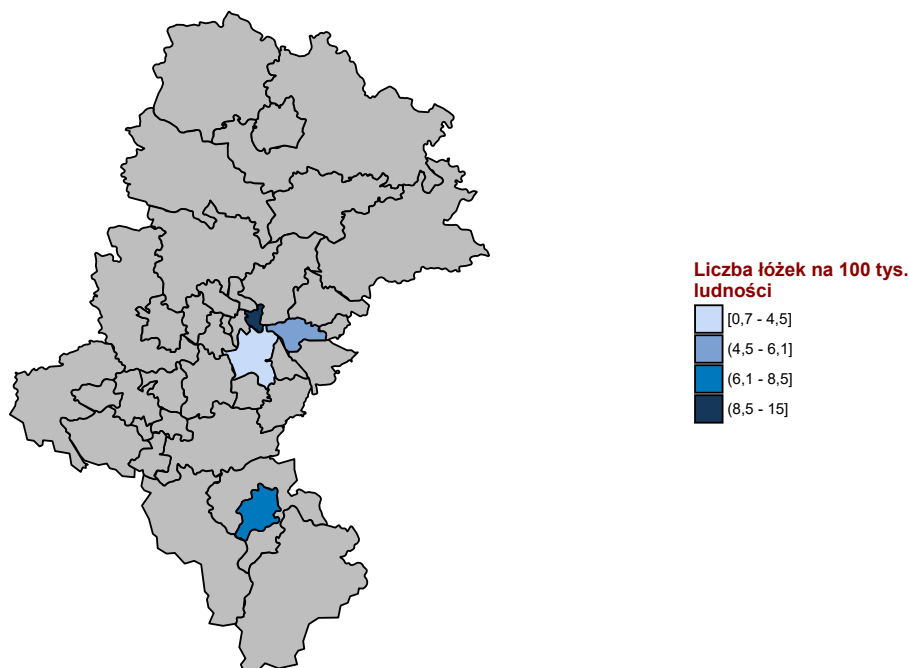 Liczba łóżek na 100 tys.
ludności
[0,7 - 4,5]
(4,5 - 6,1]
(6,1 - 8,5]
(8,5 - 15]